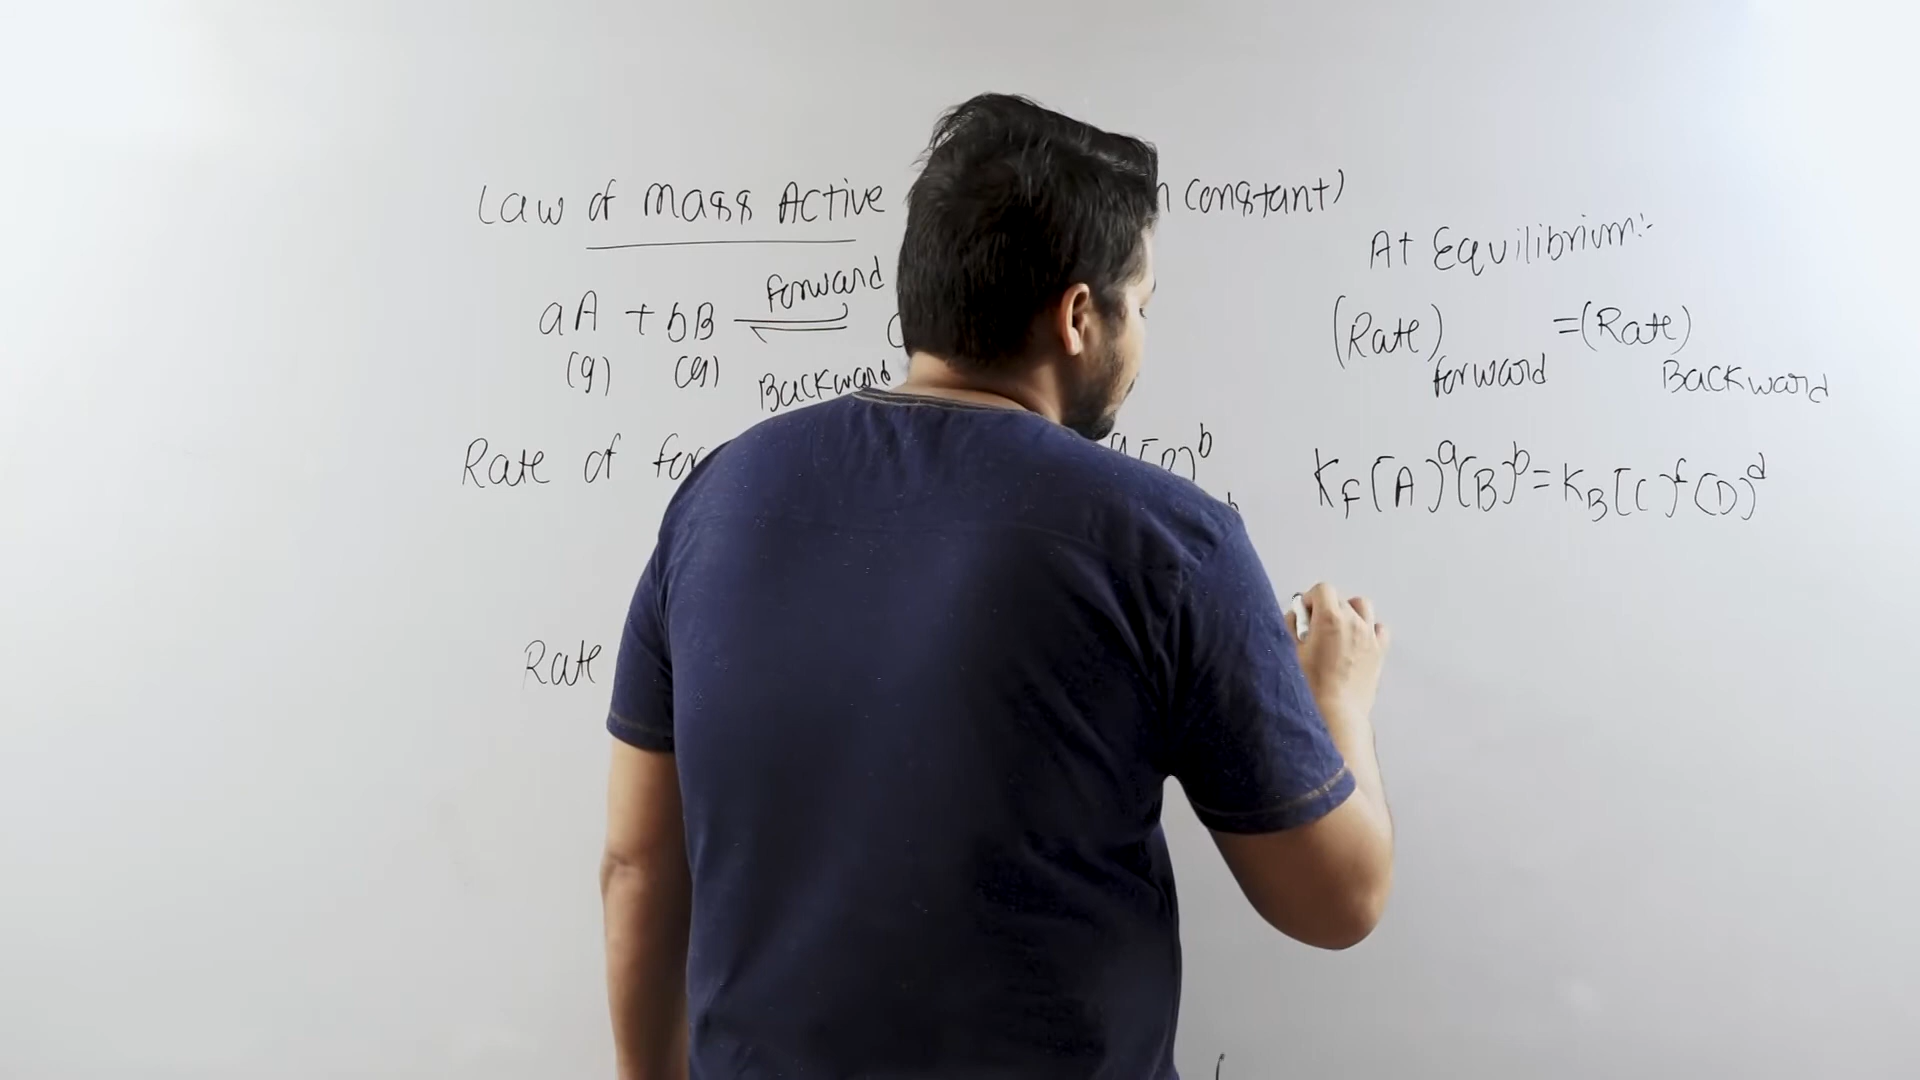 Law of Mass Active constant)
At Equilibrium:-
forward
aA + bB ⇌
(g) (g)
Backward
(Rate)forward = (Rate)Backward
Rate of for
b
K_F[A]^a[B]^b = K_B[C]^c[D]^d
Rate